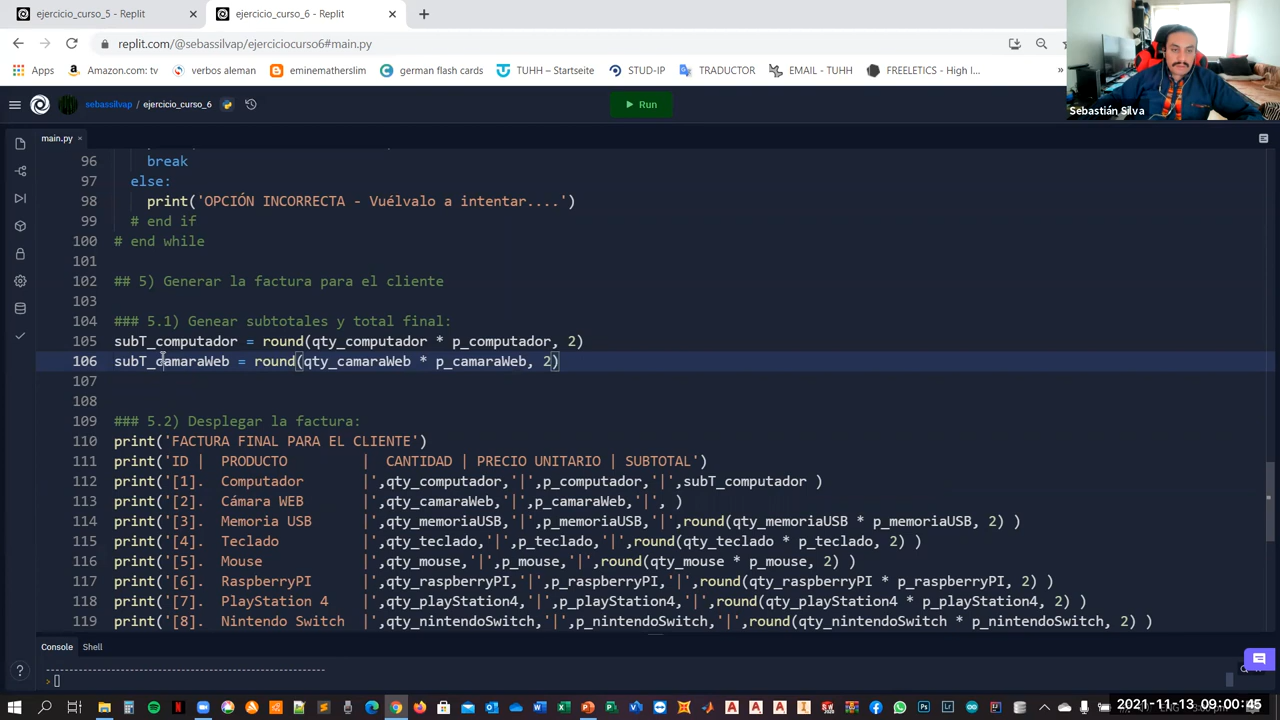 ejercicio_curso_5 - Replit
ejercicio_curso_6 - Replit
replit.com/@sebassilvap/ejerciciocurso6#main.py
Apps
Amazon.com: tv
verbos aleman
eminematherslim
german flash card
TUHH – Startseite
STUD-IP
TRADUCTOR
EMAIL - TUHH
FREELETICS - High I...
»
Sebastián Silva
sebassilvap / ejercicio_curso_6
Run
main.py
96 break
97 else:
98 print('OPCIÓN INCORRECTA - Vuélvalo a intentar....')
99 # end if
100 # end while
101
102 ## 5) Generar la factura para el cliente
103
104 ### 5.1) Genear subtotales y total final:
105 subT_computador = round(qty_computador * p_computador, 2)
106 subT_camaraWeb = round(qty_camaraWeb * p_camaraWeb, 2)
107
108
109 ### 5.2) Desplegar la factura:
110 print('FACTURA FINAL PARA EL CLIENTE')
111 print('ID | PRODUCTO | CANTIDAD | PRECIO UNITARIO | SUBTOTAL')
112 print('[1]. Computador |',qty_computador,'|',p_computador,'|',subT_computador )
113 print('[2]. Cámara WEB |',qty_camaraWeb,'|',p_camaraWeb,'|', )
114 print('[3]. Memoria USB |',qty_memoriaUSB,'|',p_memoriaUSB,'|',round(qty_memoriaUSB * p_memoriaUSB, 2) )
115 print('[4]. Teclado |',qty_teclado,'|',p_teclado,'|',round(qty_teclado * p_teclado, 2) )
116 print('[5]. Mouse |',qty_mouse,'|',p_mouse,'|',round(qty_mouse * p_mouse, 2) )
117 print('[6]. RaspberryPI |',qty_raspberryPI,'|',p_raspberryPI,'|',round(qty_raspberryPI * p_raspberryPI, 2) )
118 print('[7]. PlayStation 4 |',qty_playStation4,'|',p_playStation4,'|',round(qty_playStation4 * p_playStation4, 2) )
119 print('[8]. Nintendo Switch |',qty_nintendoSwitch,'|',p_nintendoSwitch,'|',round(qty_nintendoSwitch * p_nintendoSwitch, 2) )
Console
Shell
--------------------------------------------------------
>
2021-11-13 09:00:45